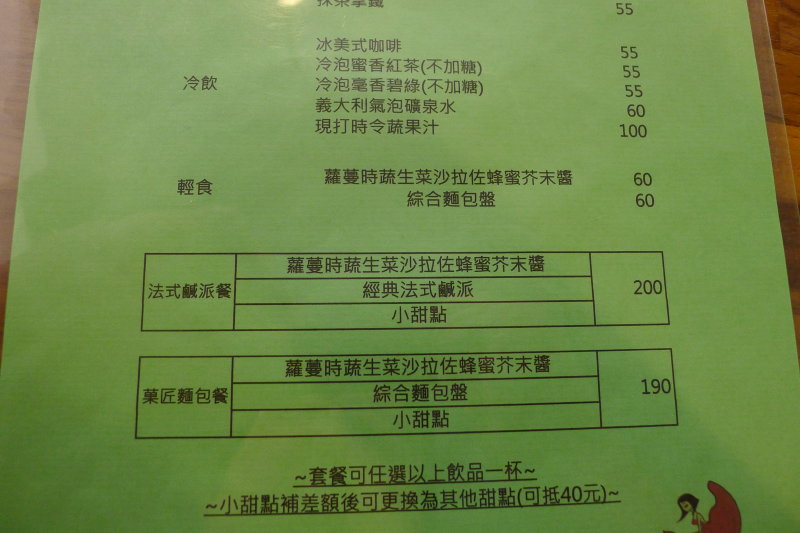 抹茶拿鐵 55
冰美式咖啡 55
冷泡蜜香紅茶(不加糖) 55
冷飲 冷泡毫香碧綠(不加糖) 55
義大利氣泡礦泉水 60
現打時令蔬果汁 100
輕食 蘿蔓時蔬生菜沙拉佐蜂蜜芥末醬 60
綜合麵包盤 60
蘿蔓時蔬生菜沙拉佐蜂蜜芥末醬
法式鹹派餐 經典法式鹹派 200
小甜點
蘿蔓時蔬生菜沙拉佐蜂蜜芥末醬
菓匠麵包餐 綜合麵包盤 190
小甜點
~套餐可任選以上飲品一杯~
~小甜點補差額後可更換為其他甜點(可抵40元)~